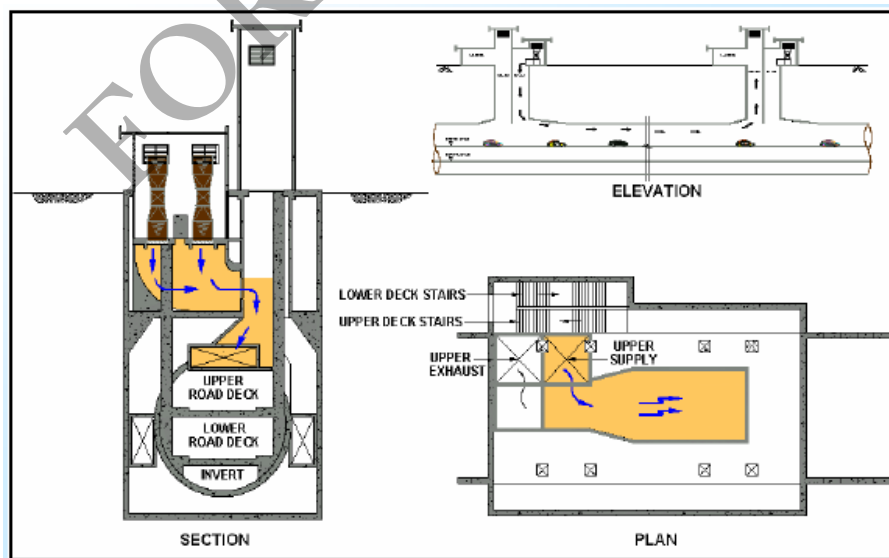 FOR
ELEVATION
LOWER DECK STAIRS
UPPER DECK STAIRS
UPPER
EXHAUST
UPPER
SUPPLY
UPPER
ROAD DECK
LOWER
ROAD DECK
INVERT
SECTION
PLAN